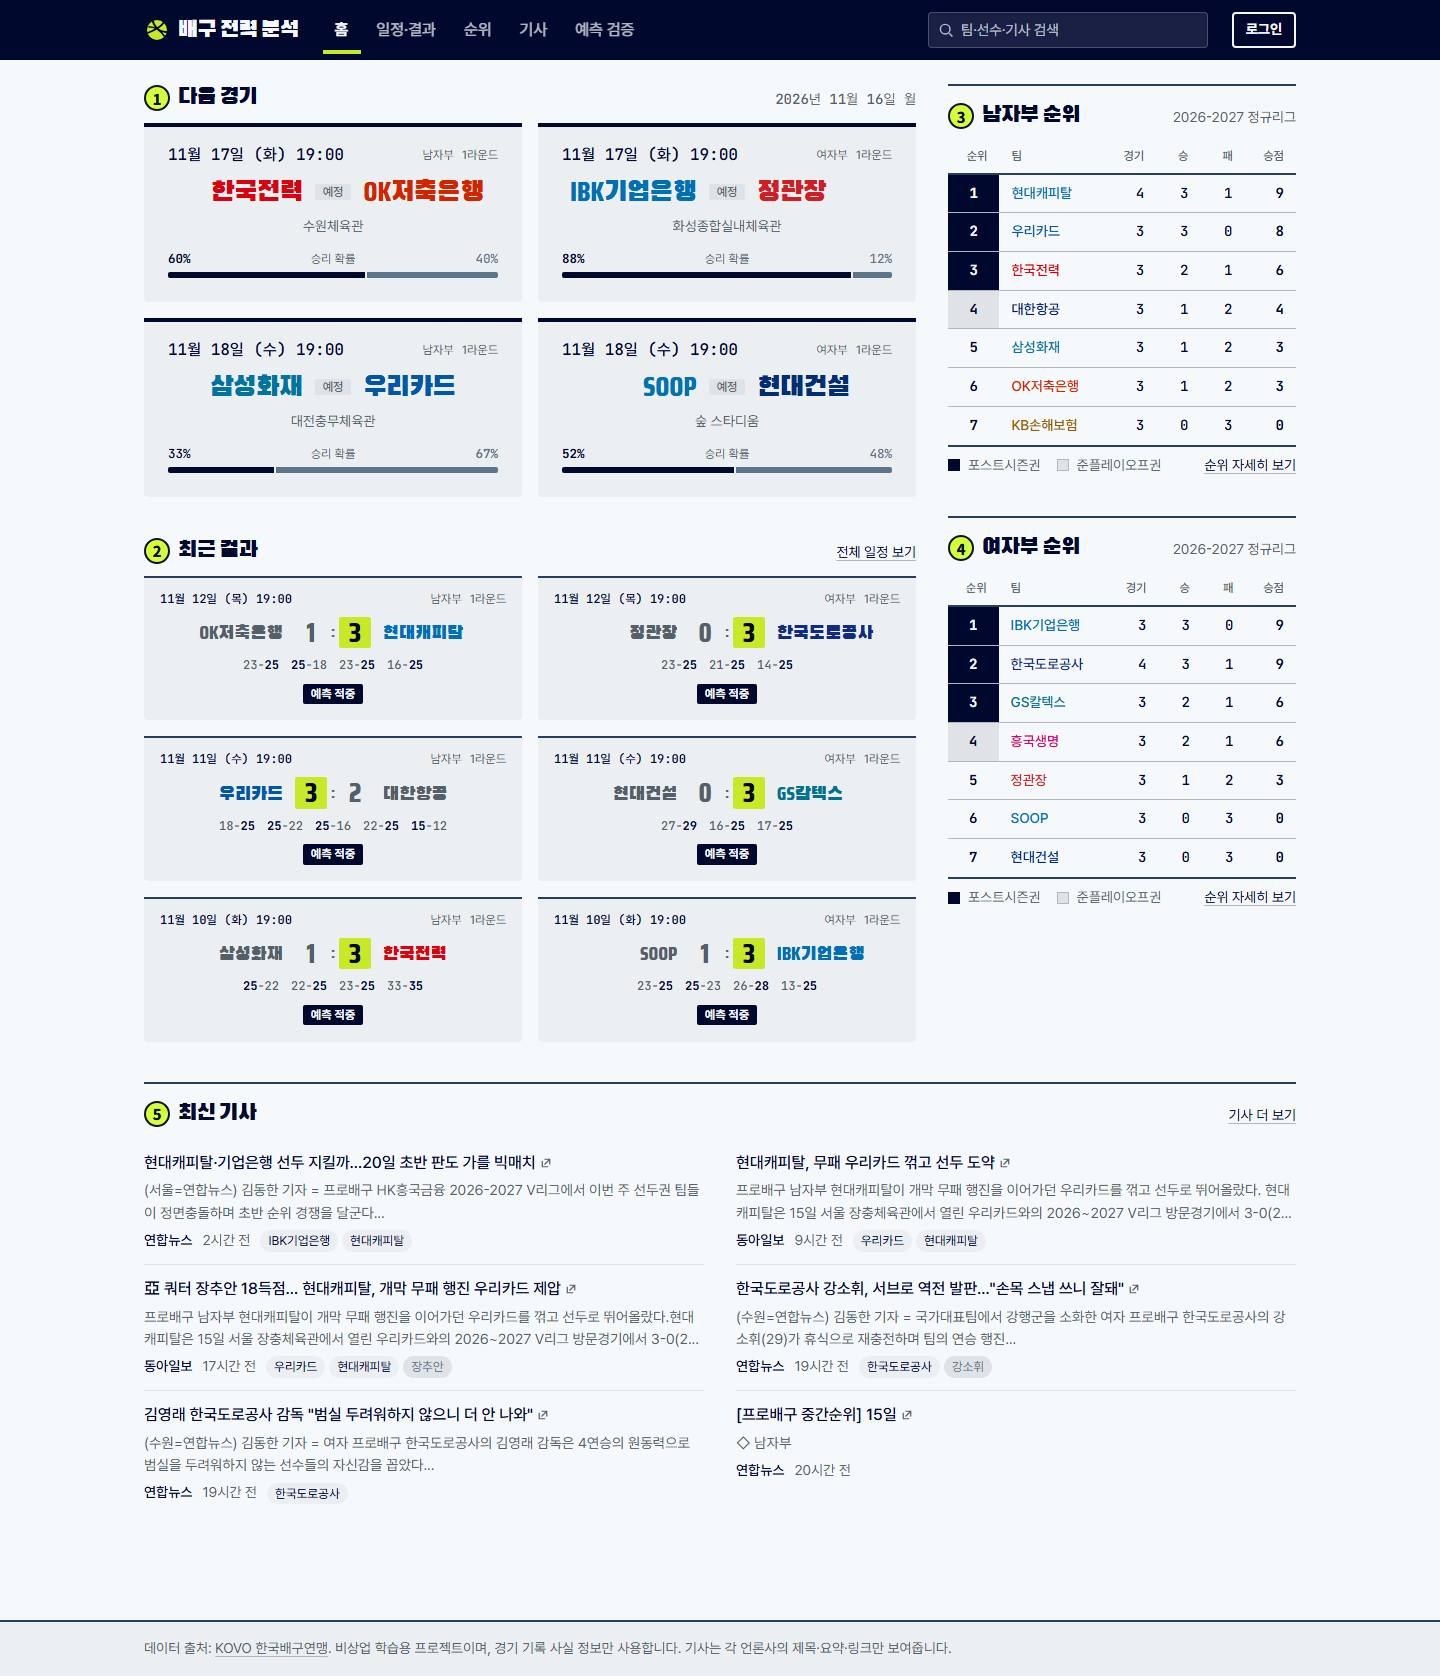 배구 전력 분석 홈 일정·결과 순위 기사 예측 검증 팀·선수·기사 검색 로그인
1 다음 경기 2026년 11월 16일 월
11월 17일 (화) 19:00 남자부 1라운드
한국전력 예정 OK저축은행
수원체육관
60% 승리 확률 40%
11월 17일 (화) 19:00 여자부 1라운드
IBK기업은행 예정 정관장
화성종합실내체육관
88% 승리 확률 12%
11월 18일 (수) 19:00 남자부 1라운드
삼성화재 예정 우리카드
대전충무체육관
33% 승리 확률 67%
11월 18일 (수) 19:00 여자부 1라운드
SOOP 예정 현대건설
숲 스타디움
52% 승리 확률 48%
2 최근 결과 전체 일정 보기
11월 12일 (목) 19:00 남자부 1라운드
OK저축은행 1 : 3 현대캐피탈
23-25 25-18 23-25 16-25
예측 적중
11월 12일 (목) 19:00 여자부 1라운드
정관장 0 : 3 한국도로공사
23-25 21-25 14-25
예측 적중
11월 11일 (수) 19:00 남자부 1라운드
우리카드 3 : 2 대한항공
18-25 25-22 25-16 22-25 15-12
예측 적중
11월 11일 (수) 19:00 여자부 1라운드
현대건설 0 : 3 GS칼텍스
27-29 16-25 17-25
예측 적중
11월 10일 (화) 19:00 남자부 1라운드
삼성화재 1 : 3 한국전력
25-22 22-25 23-25 33-35
예측 적중
11월 10일 (화) 19:00 여자부 1라운드
SOOP 1 : 3 IBK기업은행
23-25 25-23 26-28 13-25
예측 적중
3 남자부 순위 2026-2027 정규리그
순위 팀 경기 승 패 승점
1 현대캐피탈 4 3 1 9
2 우리카드 3 3 0 8
3 한국전력 3 2 1 6
4 대한항공 3 1 2 4
5 삼성화재 3 1 2 3
6 OK저축은행 3 1 2 3
7 KB손해보험 3 0 3 0
포스트시즌권 준플레이오프권 순위 자세히 보기
4 여자부 순위 2026-2027 정규리그
순위 팀 경기 승 패 승점
1 IBK기업은행 3 3 0 9
2 한국도로공사 4 3 1 9
3 GS칼텍스 3 2 1 6
4 흥국생명 3 2 1 6
5 정관장 3 1 2 3
6 SOOP 3 0 3 0
7 현대건설 3 0 3 0
포스트시즌권 준플레이오프권 순위 자세히 보기
5 최신 기사 기사 더 보기
현대캐피탈·기업은행 선두 지킬까…20일 초반 판도 가를 빅매치
(서울=연합뉴스) 김동한 기자 = 프로배구 HK흥국금융 2026-2027 V리그에서 이번 주 선두권 팀들
이 정면충돌하며 초반 순위 경쟁을 달군다…
연합뉴스 2시간 전 IBK기업은행 현대캐피탈
현대캐피탈, 무패 우리카드 꺾고 선두 도약
프로배구 남자부 현대캐피탈이 개막 무패 행진을 이어가던 우리카드를 꺾고 선두로 뛰어올랐다. 현대
캐피탈은 15일 서울 장충체육관에서 열린 우리카드와의 2026~2027 V리그 방문경기에서 3-0(2…
동아일보 9시간 전 우리카드 현대캐피탈
亞 쿼터 장추안 18득점… 현대캐피탈, 개막 무패 행진 우리카드 제압
프로배구 남자부 현대캐피탈이 개막 무패 행진을 이어가던 우리카드를 꺾고 선두로 뛰어올랐다.현대
캐피탈은 15일 서울 장충체육관에서 열린 우리카드와의 2026~2027 V리그 방문경기에서 3-0(2…
동아일보 17시간 전 우리카드 현대캐피탈 장추안
한국도로공사 강소휘, 서브로 역전 발판…"손목 스냅 쓰니 잘돼"
(수원=연합뉴스) 김동한 기자 = 국가대표팀에서 강행군을 소화한 여자 프로배구 한국도로공사의 강
소휘(29)가 휴식으로 재충전하며 팀의 연승 행진…
연합뉴스 19시간 전 한국도로공사 강소휘
김영래 한국도로공사 감독 "범실 두려워하지 않으니 더 안 나와"
(수원=연합뉴스) 김동한 기자 = 여자 프로배구 한국도로공사의 김영래 감독은 4연승의 원동력으로
범실을 두려워하지 않는 선수들의 자신감을 꼽았다…
연합뉴스 19시간 전 한국도로공사
[프로배구 중간순위] 15일
◇ 남자부
연합뉴스 20시간 전
데이터 출처: KOVO 한국배구연맹. 비상업 학습용 프로젝트이며, 경기 기록 사실 정보만 사용합니다. 기사는 각 언론사의 제목·요약·링크만 보여줍니다.